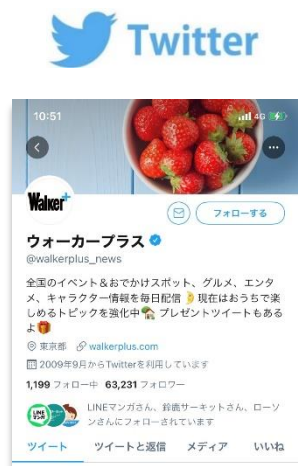 Twitter
10:51
4G
Walker+
フォローする
ウォーカープラス
@walkerplus_news
全国のイベント＆おでかけスポット、グルメ、エンタ
メ、キャラクター情報を毎日配信🌛現在はおうちで楽
しめるトピックを強化中🏡 プレゼントツイートもある
よ🎁
東京都 walkerplus.com
2009年9月からTwitterを利用しています
1,199 フォロー中 63,231 フォロワー
LINEマンガさん、鈴鹿サーキットさん、ローソ
ンさんにフォローされています
ツイート ツイートと返信 メディア いいね